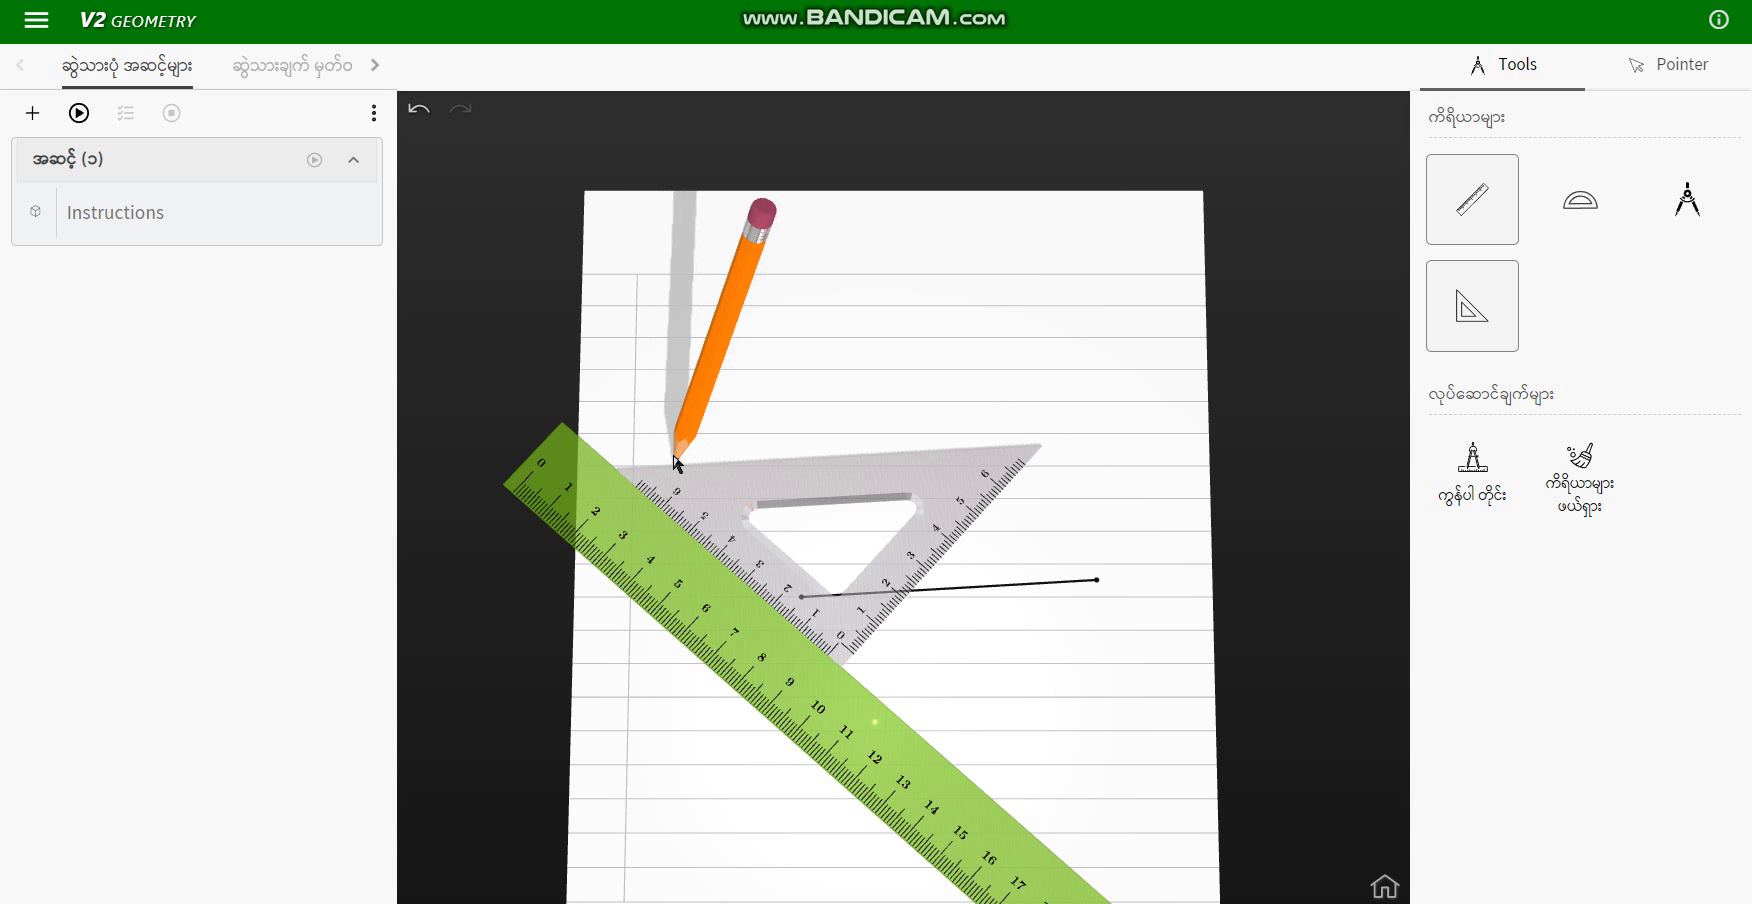 V2 GEOMETRY
www.BANDICAM.com
ဆွဲသားပုံ အဆင့်များ
ဆွဲသားချက် မှတ်ဝ
Tools
Pointer
အဆင့် (၁)
Instructions
ကိရိယာများ
လုပ်ဆောင်ချက်များ
ကွန်ပါ တိုင်း
ကိရိယာများ
ဖယ်ရှား
6
5
4
3
2
1
0
1
2
3
4
5
6
0
1
2
3
4
5
6
7
8
9
10
11
12
13
14
15
16
17